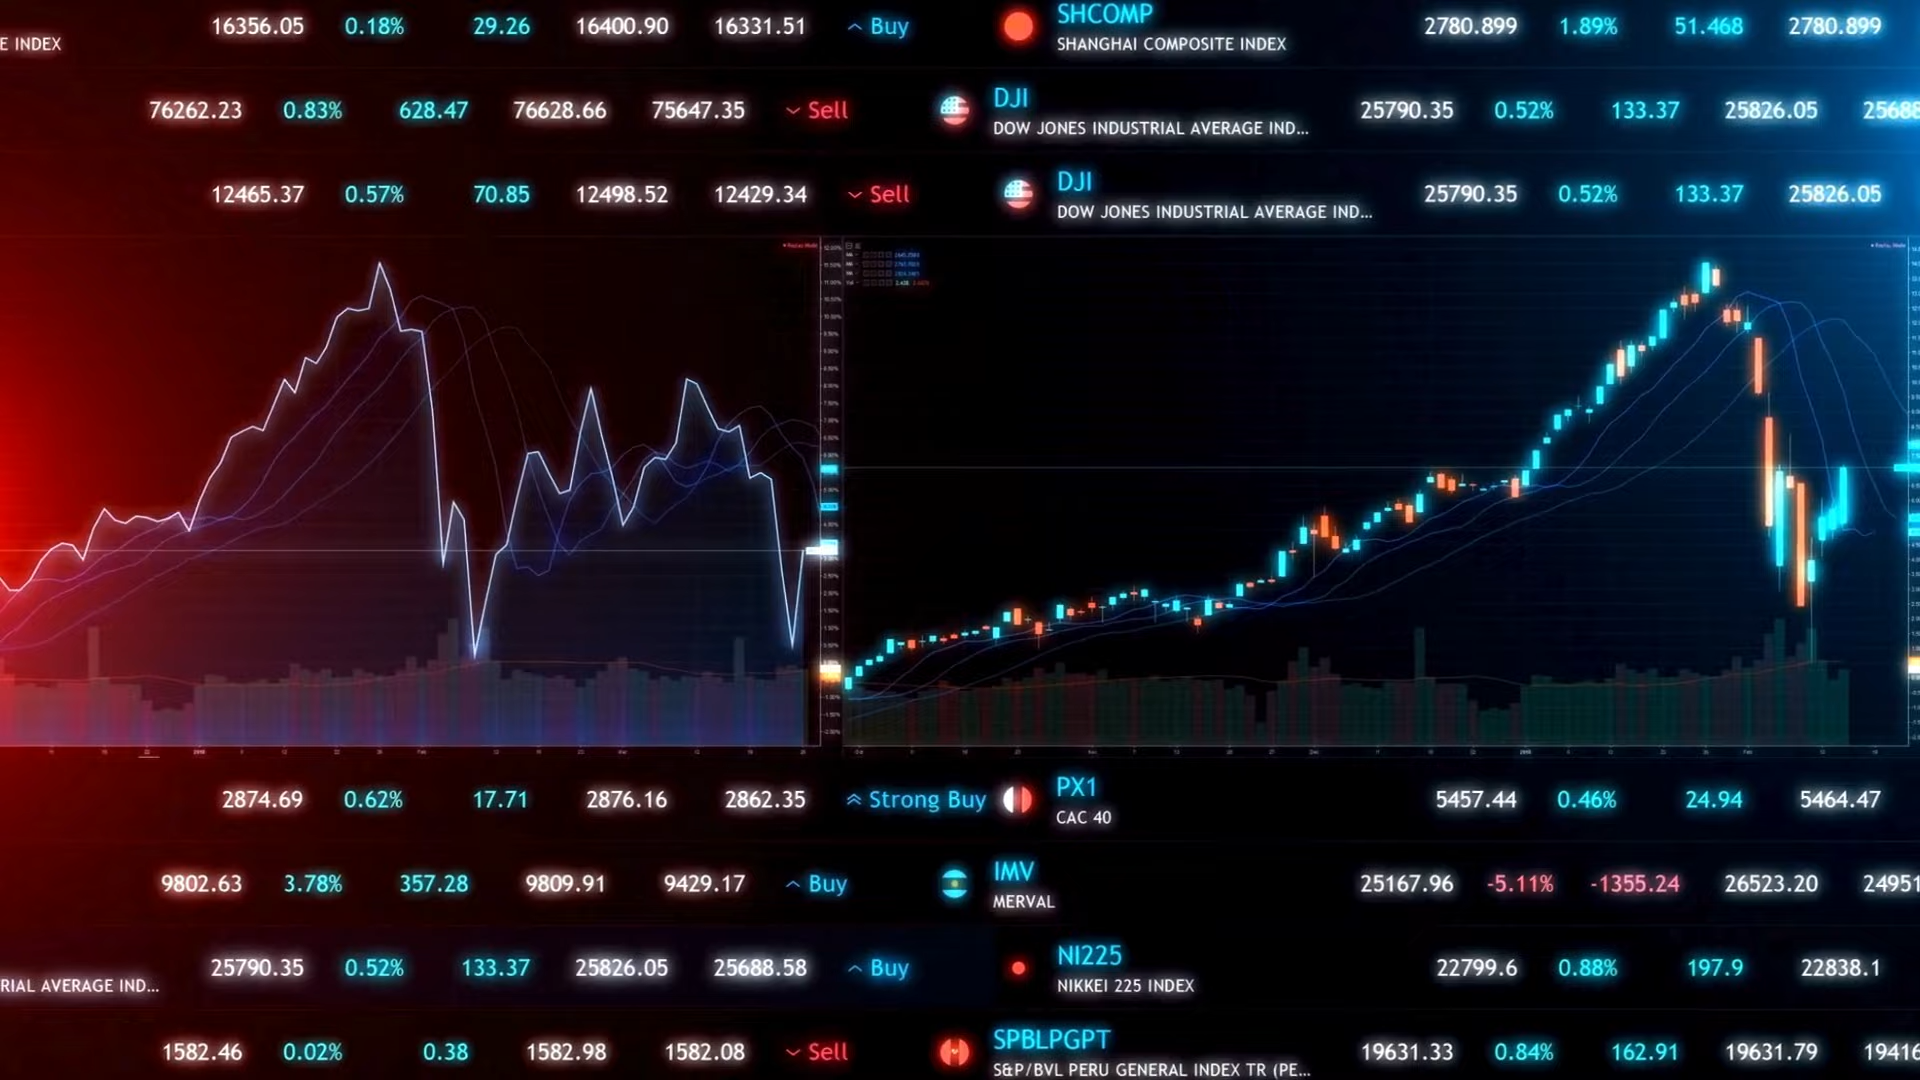 16356.05 0.18% 29.26 16400.90 16331.51 Buy
E INDEX
SHCOMP
SHANGHAI COMPOSITE INDEX
2780.899 1.89% 51.468 2780.899
76262.23 0.83% 628.47 76628.66 75647.35 Sell
DJI
DOW JONES INDUSTRIAL AVERAGE IND...
25790.35 0.52% 133.37 25826.05 25688
12465.37 0.57% 70.85 12498.52 12429.34 Sell
DJI
DOW JONES INDUSTRIAL AVERAGE IND...
25790.35 0.52% 133.37 25826.05
2874.69 0.62% 17.71 2876.16 2862.35 Strong Buy
PX1
CAC 40
5457.44 0.46% 24.94 5464.47
9802.63 3.78% 357.28 9809.91 9429.17 Buy
IMV
MERVAL
25167.96 -5.11% -1355.24 26523.20 24951
RIAL AVERAGE IND...
25790.35 0.52% 133.37 25826.05 25688.58 Buy
NI225
NIKKEI 225 INDEX
22799.6 0.88% 197.9 22838.1
1582.46 0.02% 0.38 1582.98 1582.08 Sell
SPBLPGPT
S&P/BVL PERU GENERAL INDEX TR (PE...
19631.33 0.84% 162.91 19631.79 19416